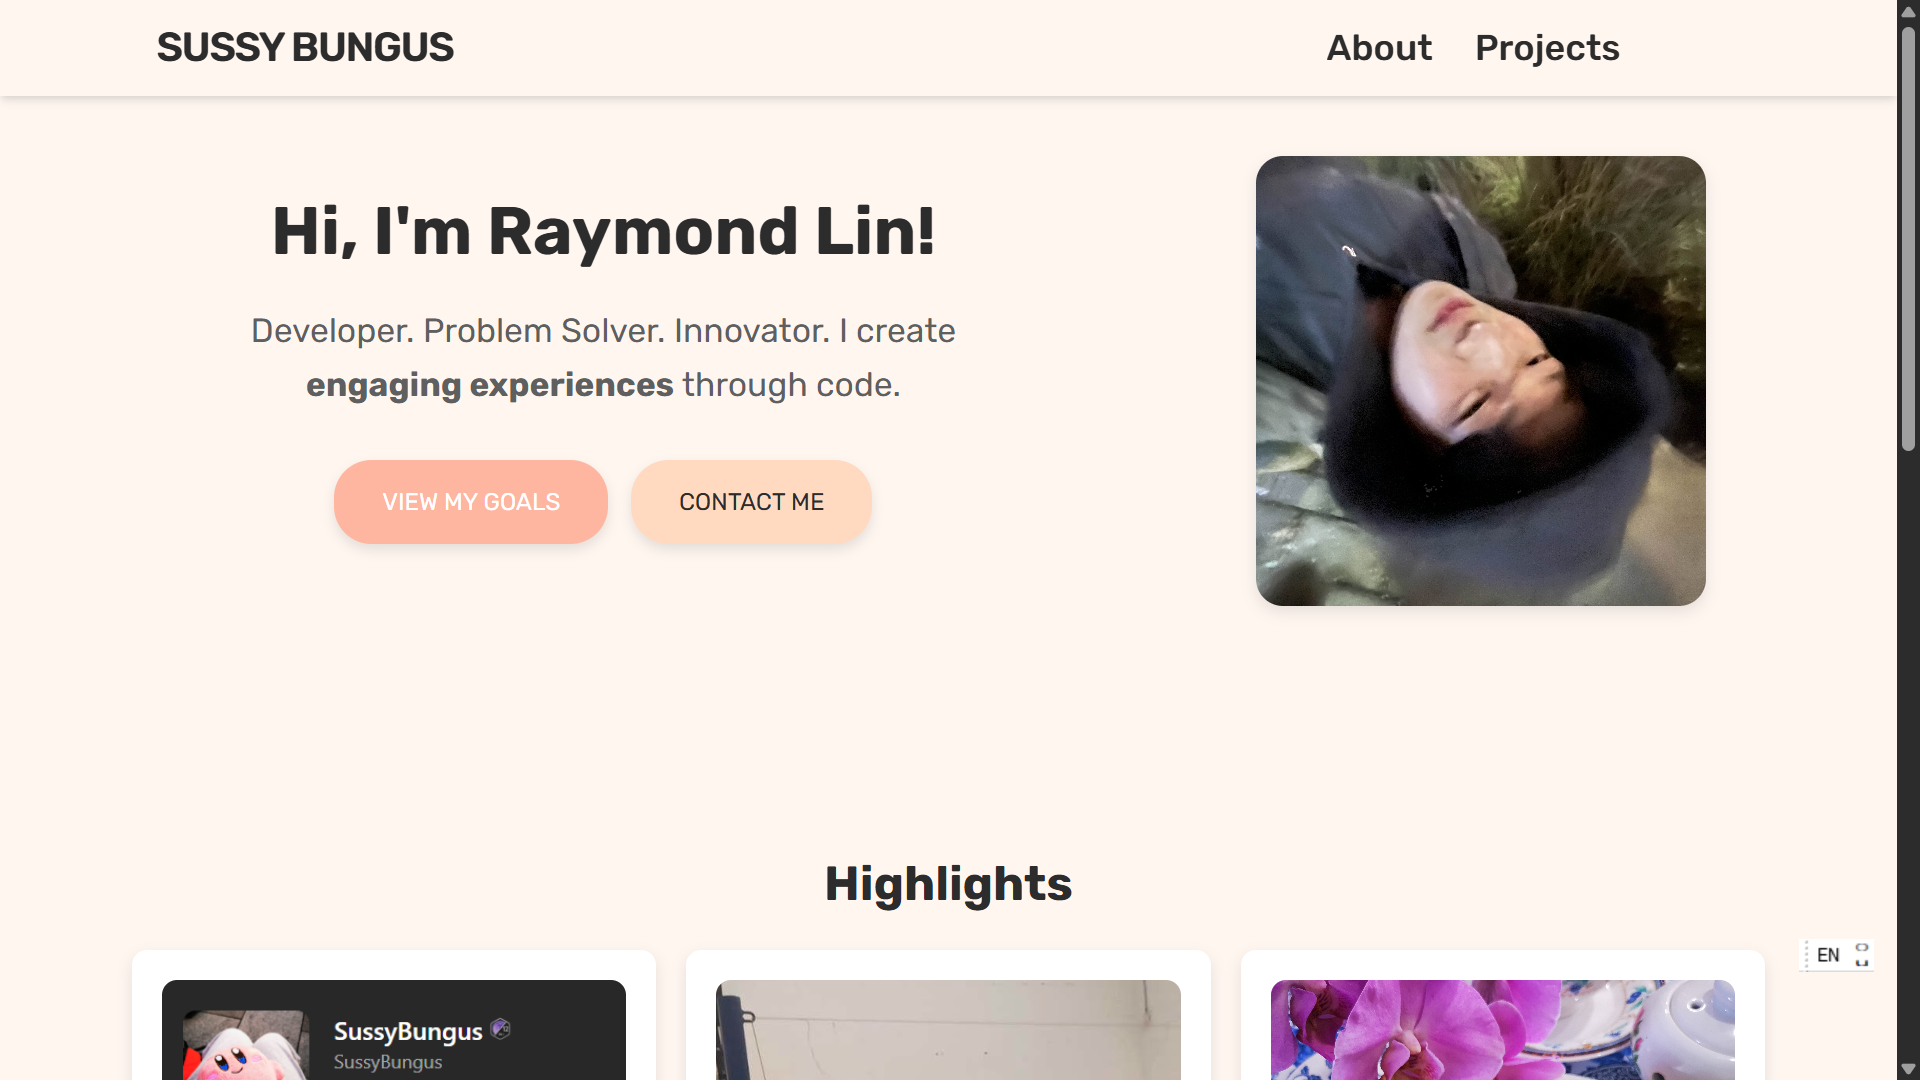 SUSSY BUNGUS
About Projects
Hi, I'm Raymond Lin!
Developer. Problem Solver. Innovator. I create
engaging experiences through code.
VIEW MY GOALS
CONTACT ME
Highlights
SussyBungus
SussyBungus
EN